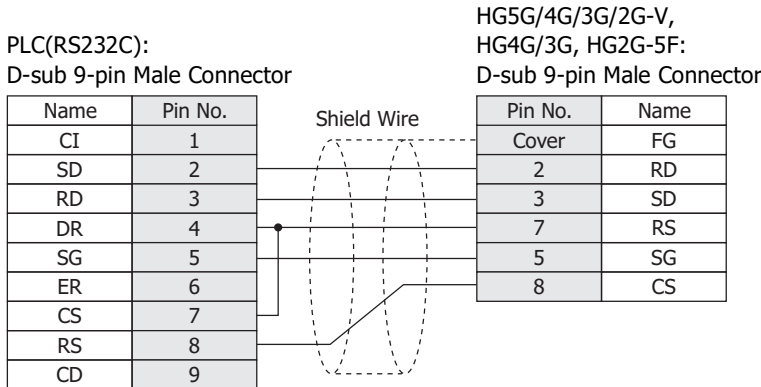 HG5G/4G/3G/2G-V,
PLC(RS232C): HG4G/3G, HG2G-5F:
D-sub 9-pin Male Connector D-sub 9-pin Male Connector
Name Pin No. Shield Wire Pin No. Name
CI 1 Cover FG
SD 2 2 RD
RD 3 3 SD
DR 4 7 RS
SG 5 5 SG
ER 6 8 CS
CS 7
RS 8
CD 9